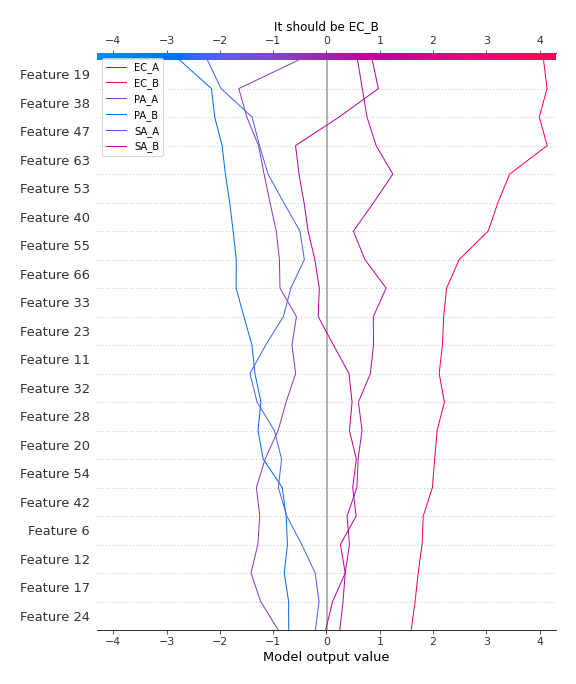 It should be EC_B
−4 −3 −2 −1 0 1 2 3 4
EC_A
EC_B
PA_A
PA_B
SA_A
SA_B
Feature 19
Feature 38
Feature 47
Feature 63
Feature 53
Feature 40
Feature 55
Feature 66
Feature 33
Feature 23
Feature 11
Feature 32
Feature 28
Feature 20
Feature 54
Feature 42
Feature 6
Feature 12
Feature 17
Feature 24
−4 −3 −2 −1 0 1 2 3 4
Model output value